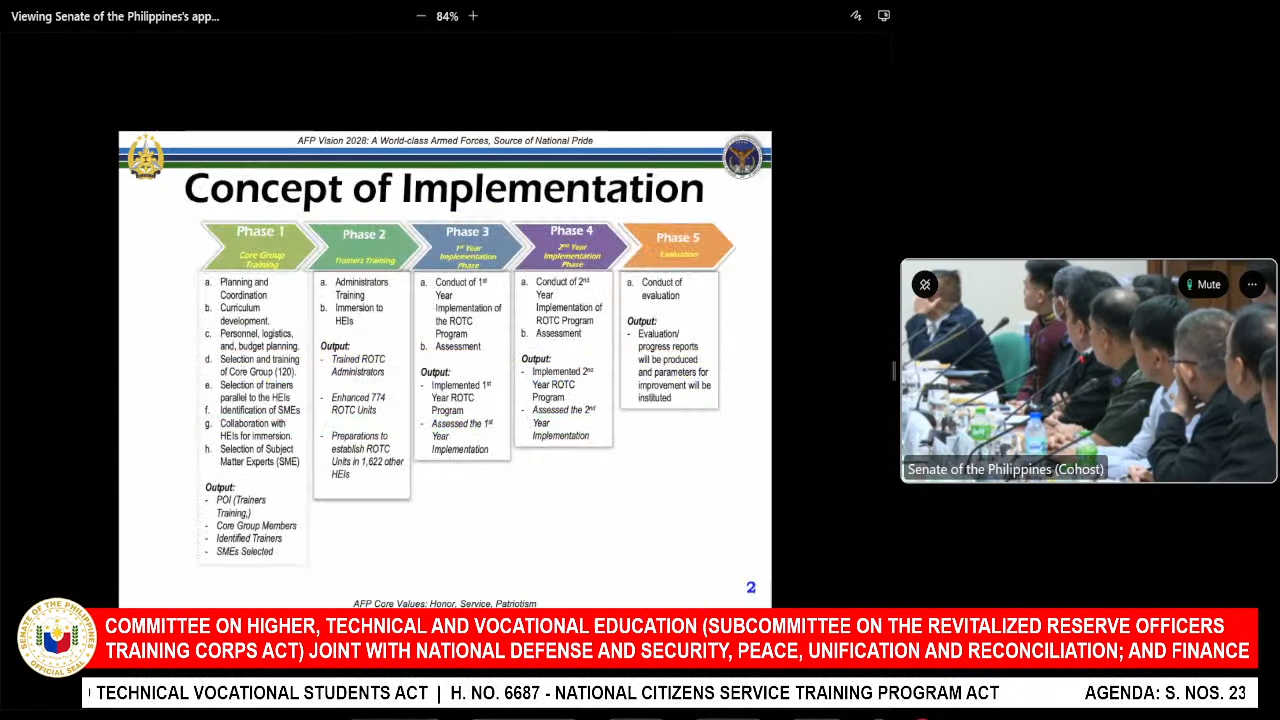 Viewing Senate of the Philippines's app...
84%
AFP Vision 2028: A World-class Armed Forces, Source of National Pride
Concept of Implementation
Phase 1
Core Group
Training
a. Planning and
Coordination
b. Curriculum
development.
c. Personnel, logistics,
and, budget planning.
d. Selection and training
of Core Group (120).
e. Selection of trainers
parallel to the HEIs
f. Identification of SMEs
g. Collaboration with
HEIs for immersion.
h. Selection of Subject
Matter Experts (SME)
Output:
- POI (Trainers
Training,)
- Core Group Members
- Identified Trainers
- SMEs Selected
Phase 2
Trainers Training
a. Administrators
Training
b. Immersion to
HEIs
Output:
- Trained ROTC
Administrators
- Enhanced 774
ROTC Units
- Preparations to
establish ROTC
Units in 1,622 other
HEIs
Phase 3
1st Year
Implementation
Phase
a. Conduct of 1st
Year
Implementation of
the ROTC
Program
b. Assessment
Output:
- Implemented 1st
Year ROTC
Program
- Assessed the 1st
Year
Implementation
Phase 4
2nd Year
Implementation
Phase
a. Conduct of 2nd
Year
Implementation of
ROTC Program
b. Assessment
Output:
- Implemented 2nd
Year ROTC
Program
- Assessed the 2nd
Year
Implementation
Phase 5
Evaluation
a. Conduct of
evaluation
Output:
- Evaluation/
progress reports
will be produced
and parameters for
improvement will be
instituted
2
AFP Core Values: Honor, Service, Patriotism
Mute
Senate of the Philippines (Cohost)
SENATE OF THE PHILIPPINES
OFFICIAL SEAL
COMMITTEE ON HIGHER, TECHNICAL AND VOCATIONAL EDUCATION (SUBCOMMITTEE ON THE REVITALIZED RESERVE OFFICERS
TRAINING CORPS ACT) JOINT WITH NATIONAL DEFENSE AND SECURITY, PEACE, UNIFICATION AND RECONCILIATION; AND FINANCE
TECHNICAL VOCATIONAL STUDENTS ACT | H. NO. 6687 - NATIONAL CITIZENS SERVICE TRAINING PROGRAM ACT AGENDA: S. NOS. 23